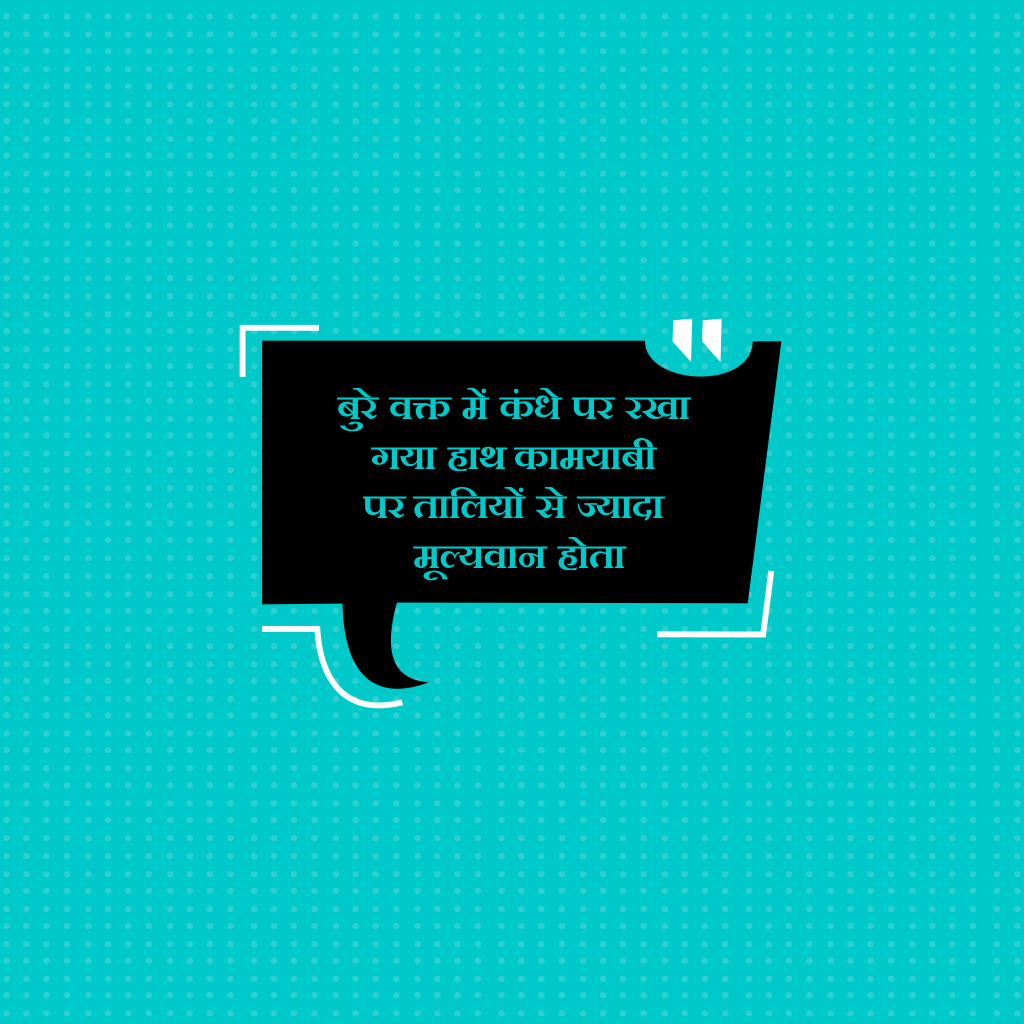 बुरे वक्त में कंधे पर रखा
गया हाथ कामयाबी
पर तालियों से ज्यादा
मूल्यवान होता